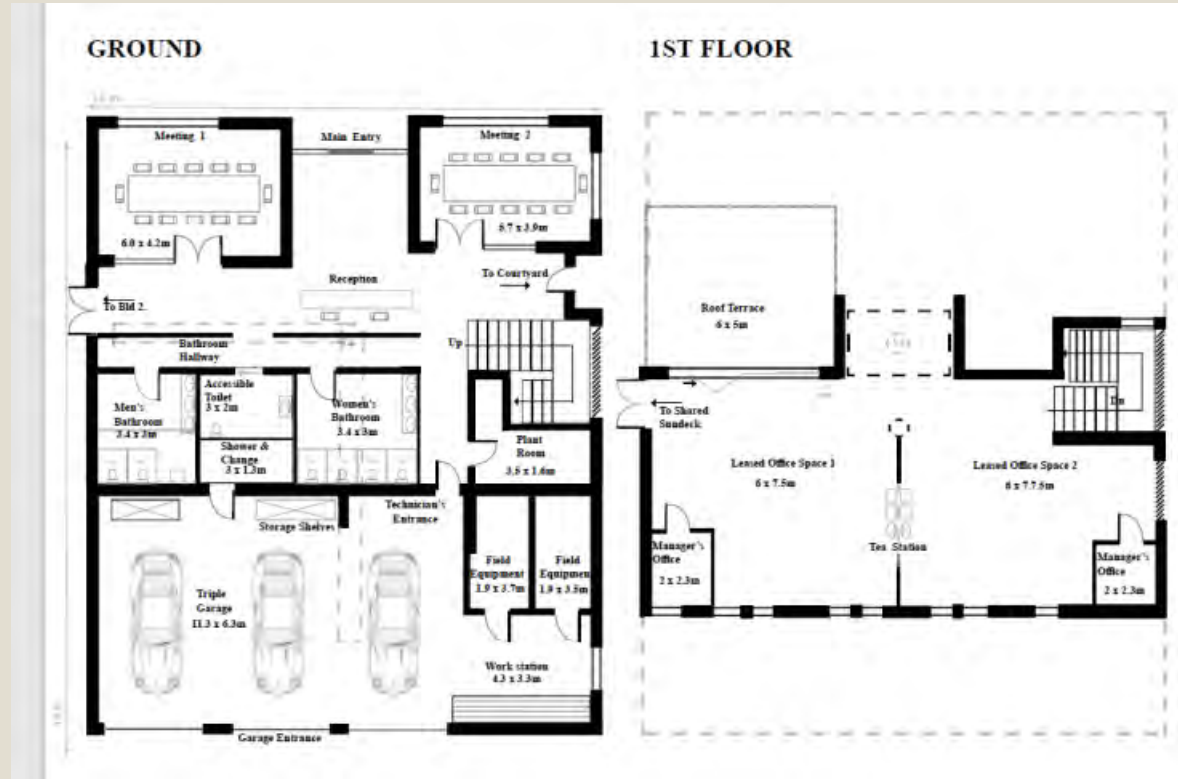 GROUND
1ST FLOOR
Meeting 1
Main Entry
Meeting 2
6.0 x 4.2m
5.7 x 3.9m
Reception
To Courtyard
To Bld 2.
Bathroom
Hallway
Up
Men's
Bathroom
3.4 x 3m
Accessible
Toilet
3 x 2m
Women's
Bathroom
3.4 x 3m
Shower &
Change
3 x 1.3m
Plant
Room
3.5 x 1.6m
Storage Shelves
Technician's
Entrance
Field
Equipment
1.9 x 3.7m
Field
Equipmen
1.9 x 3.5m
Triple
Garage
11.3 x 6.3m
Work station
4.3 x 3.3m
Garage Entrance
Roof Terrace
6 x 5m
To Shared
Sundeck
Dn
Leased Office Space 1
6 x 7.5m
Leased Office Space 2
6 x 7.7.5m
Tea Station
Manager's
Office
2 x 2.3m
Manager's
Office
2 x 2.3m